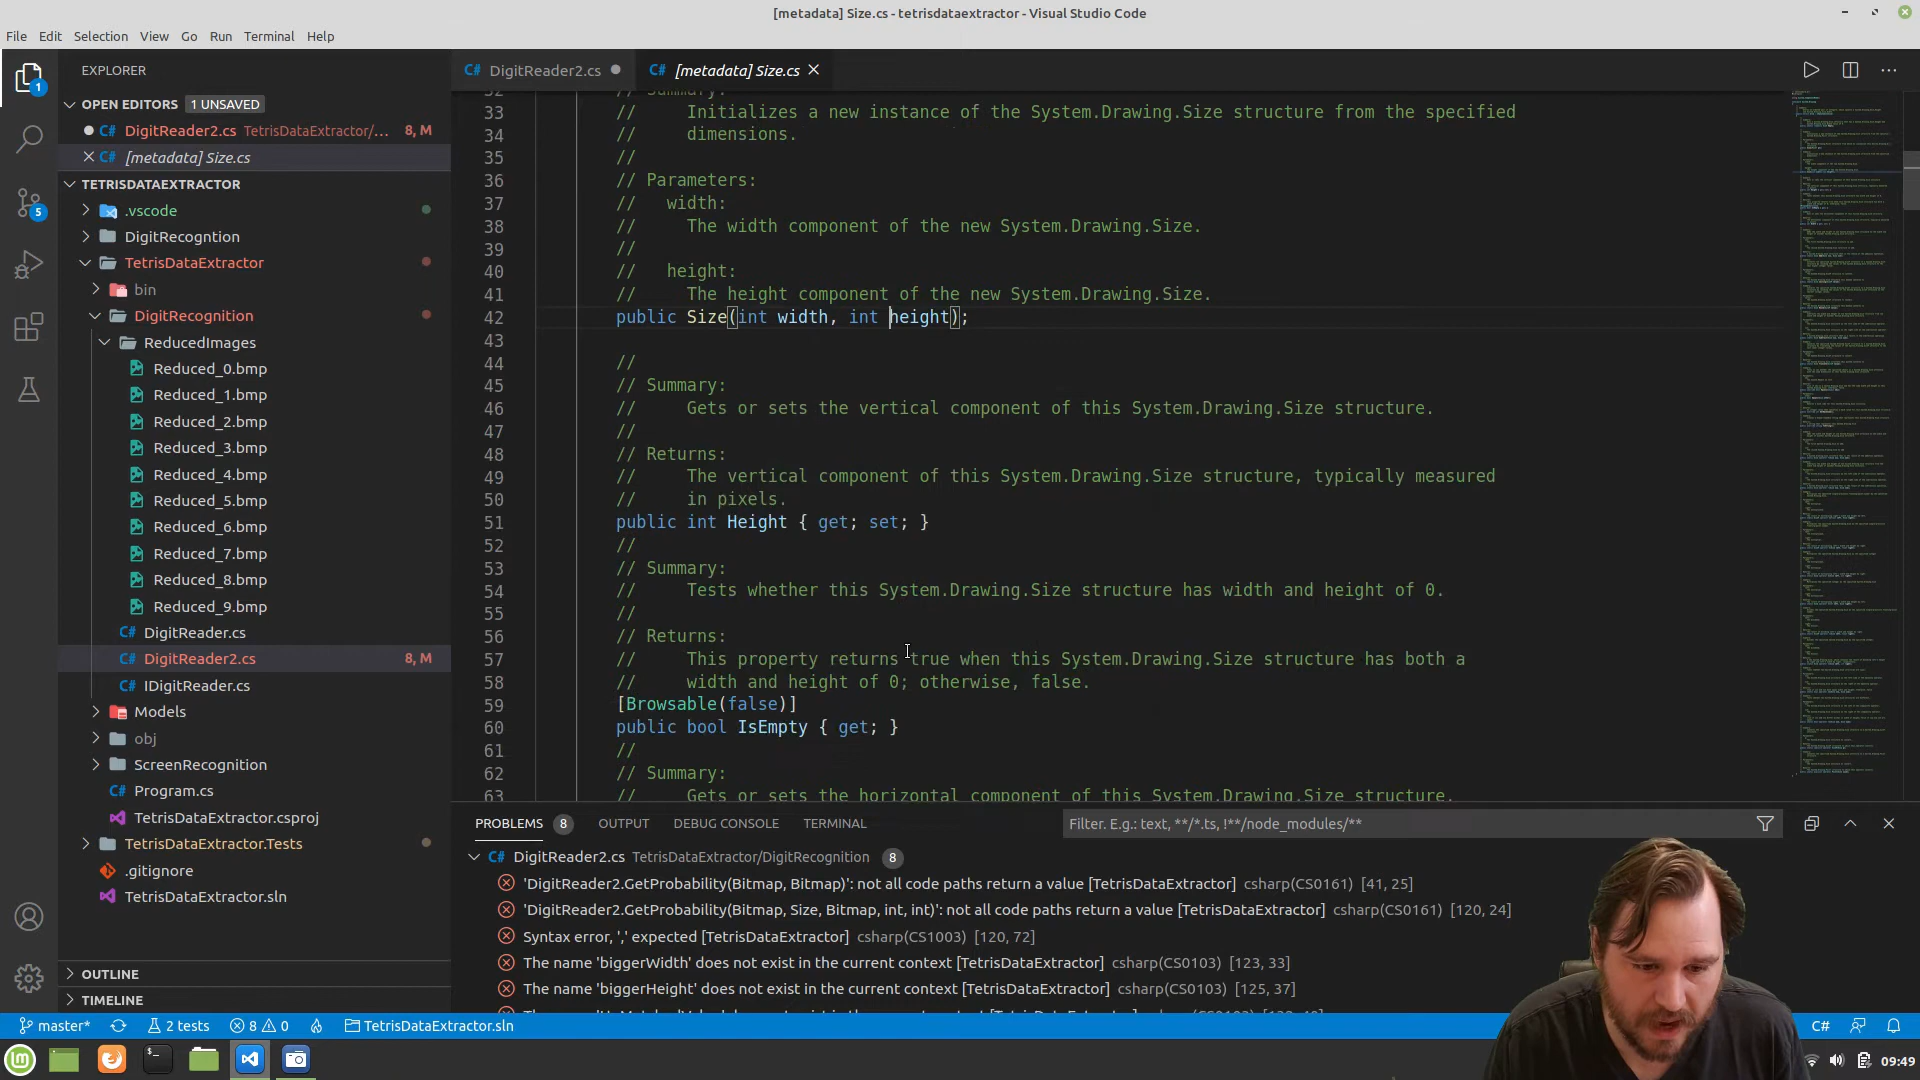 [metadata] Size.cs - tetrisdataextractor - Visual Studio Code
File Edit Selection View Go Run Terminal Help
EXPLORER
OPEN EDITORS 1 UNSAVED
DigitReader2.cs TetrisDataExtractor/... 8, M
[metadata] Size.cs
TETRISDATAEXTRACTOR
.vscode
DigitRecogntion
TetrisDataExtractor
bin
DigitRecognition
ReducedImages
Reduced_0.bmp
Reduced_1.bmp
Reduced_2.bmp
Reduced_3.bmp
Reduced_4.bmp
Reduced_5.bmp
Reduced_6.bmp
Reduced_7.bmp
Reduced_8.bmp
Reduced_9.bmp
DigitReader.cs
DigitReader2.cs 8, M
IDigitReader.cs
Models
obj
ScreenRecognition
Program.cs
TetrisDataExtractor.csproj
TetrisDataExtractor.Tests
.gitignore
TetrisDataExtractor.sln
OUTLINE
TIMELINE
1
5
DigitReader2.cs
[metadata] Size.cs
32 // Summary:
33 // Initializes a new instance of the System.Drawing.Size structure from the specified
34 // dimensions.
35 //
36 // Parameters:
37 // width:
38 // The width component of the new System.Drawing.Size.
39 //
40 // height:
41 // The height component of the new System.Drawing.Size.
42 public Size(int width, int height);
43
44 //
45 // Summary:
46 // Gets or sets the vertical component of this System.Drawing.Size structure.
47 //
48 // Returns:
49 // The vertical component of this System.Drawing.Size structure, typically measured
50 // in pixels.
51 public int Height { get; set; }
52 //
53 // Summary:
54 // Tests whether this System.Drawing.Size structure has width and height of 0.
55 //
56 // Returns:
57 // This property returns true when this System.Drawing.Size structure has both a
58 // width and height of 0; otherwise, false.
59 [Browsable(false)]
60 public bool IsEmpty { get; }
61 //
62 // Summary:
63 // Gets or sets the horizontal component of this System.Drawing.Size structure.
PROBLEMS 8 OUTPUT DEBUG CONSOLE TERMINAL
Filter. E.g.: text, **/*.ts, !**/node_modules/**
DigitReader2.cs TetrisDataExtractor/DigitRecognition 8
'DigitReader2.GetProbability(Bitmap, Bitmap)': not all code paths return a value [TetrisDataExtractor] csharp(CS0161) [41, 25]
'DigitReader2.GetProbability(Bitmap, Size, Bitmap, int, int)': not all code paths return a value [TetrisDataExtractor] csharp(CS0161) [120, 24]
Syntax error, ',' expected [TetrisDataExtractor] csharp(CS1003) [120, 72]
The name 'biggerWidth' does not exist in the current context [TetrisDataExtractor] csharp(CS0103) [123, 33]
The name 'biggerHeight' does not exist in the current context [TetrisDataExtractor] csharp(CS0103) [125, 37]
master* 2 tests 8 0 TetrisDataExtractor.sln C#
09:49